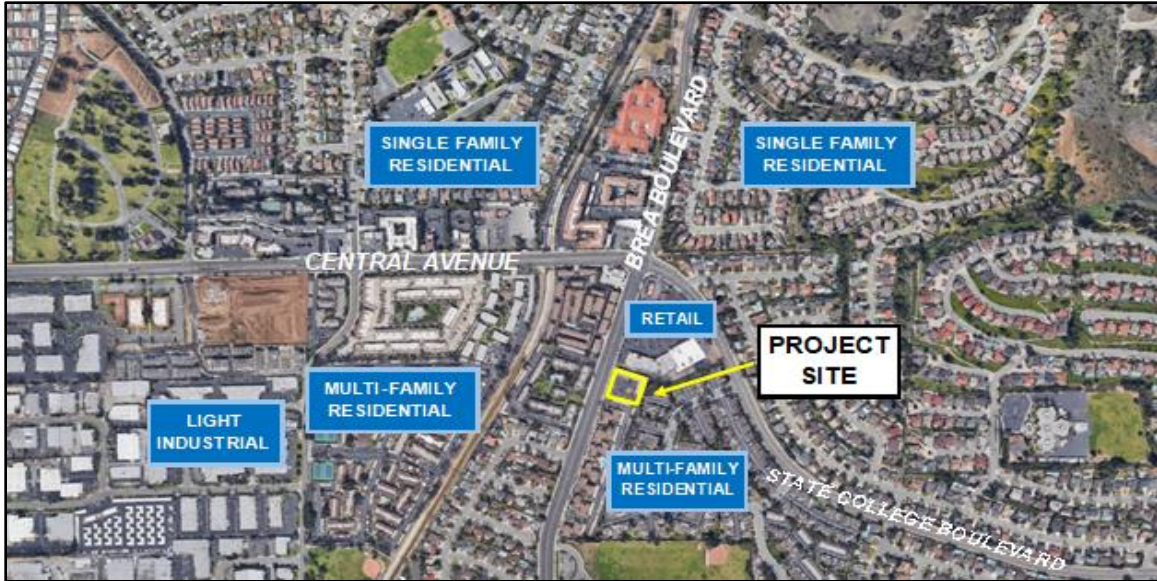 SINGLE FAMILY
RESIDENTIAL
BREA BOULEVARD
SINGLE FAMILY
RESIDENTIAL
CENTRAL AVENUE
RETAIL
PROJECT
SITE
MULTI-FAMILY
RESIDENTIAL
LIGHT
INDUSTRIAL
MULTI-FAMILY
RESIDENTIAL
STATE COLLEGE BOULEVARD